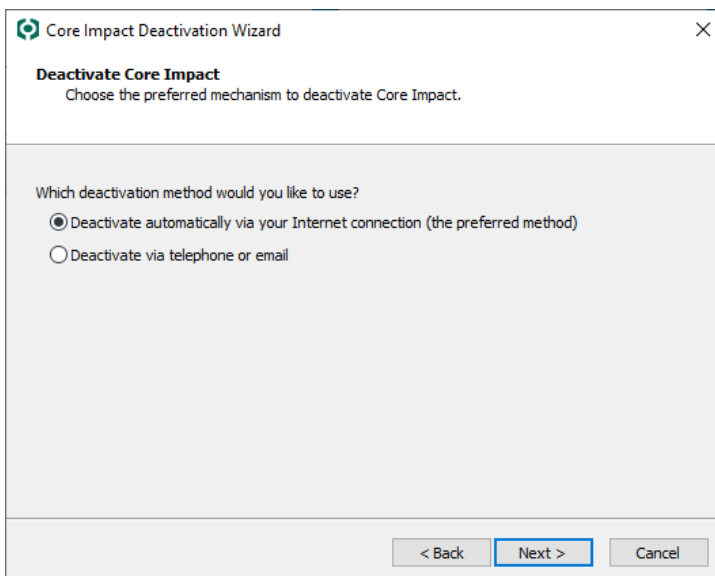 Core Impact Deactivation Wizard
Deactivate Core Impact
Choose the preferred mechanism to deactivate Core Impact.
Which deactivation method would you like to use?
Deactivate automatically via your Internet connection (the preferred method)
Deactivate via telephone or email
< Back Next > Cancel